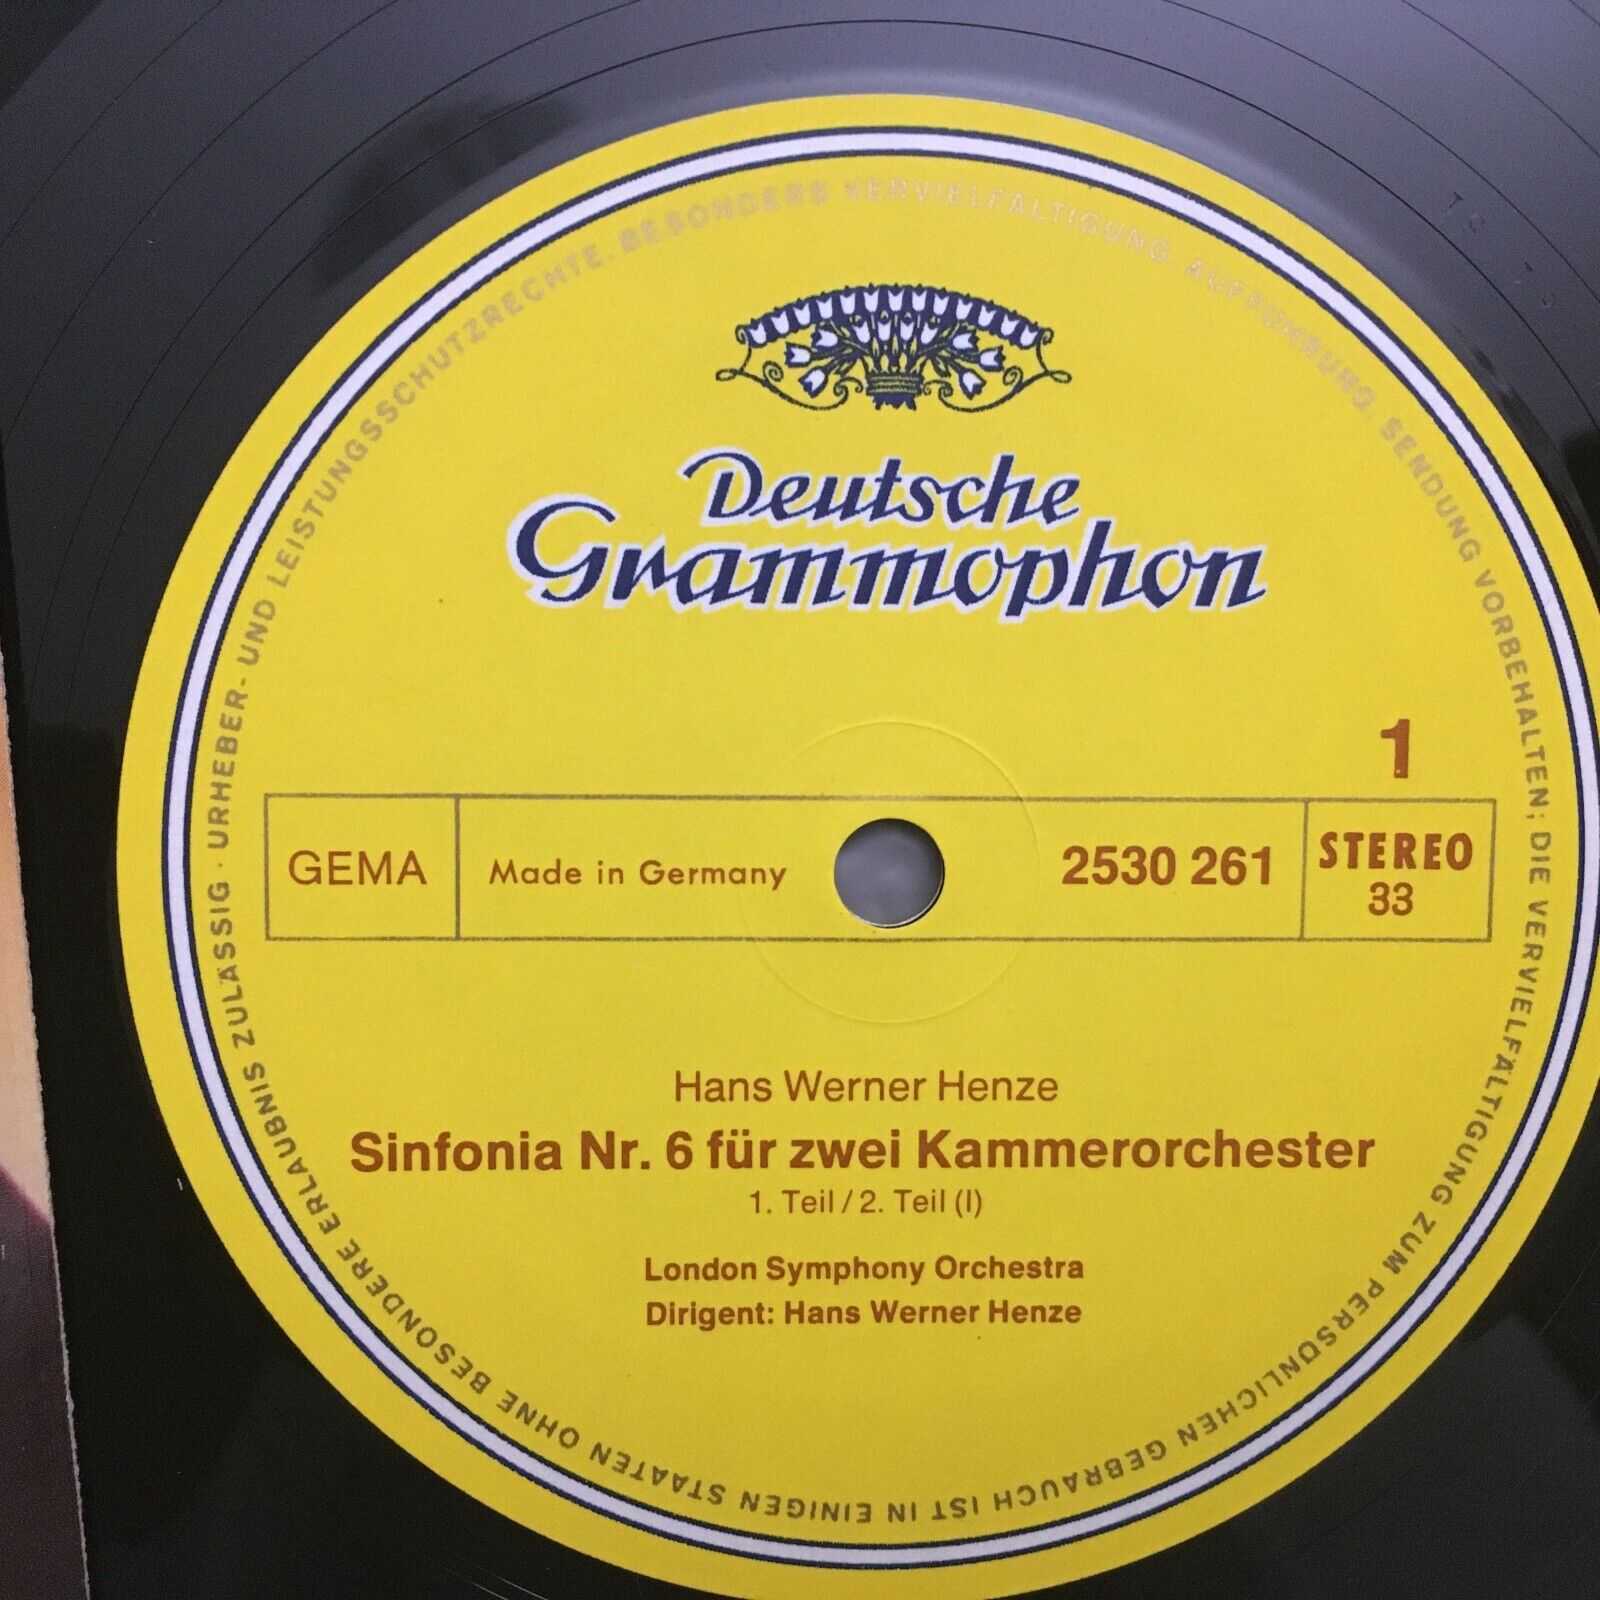 Deutsche
Grammophon
1
GEMA
Made in Germany
2530 261
STEREO
33
Hans Werner Henze
Sinfonia Nr. 6 für zwei Kammerorchester
1. Teil / 2. Teil (I)
London Symphony Orchestra
Dirigent: Hans Werner Henze
URHEBER- UND LEISTUNGSSCHUTZRECHTE, BESONDERS VERVIELFÄLTIGUNG, AUFFÜHRUNG, SENDUNG VORBEHALTEN; DIE VERVIELFÄLTIGUNG ZUM PERSÖNLICHEN GEBRAUCH IST IN EINIGEN STAATEN OHNE BESONDERE ERLAUBNIS ZULÄSSIG ·